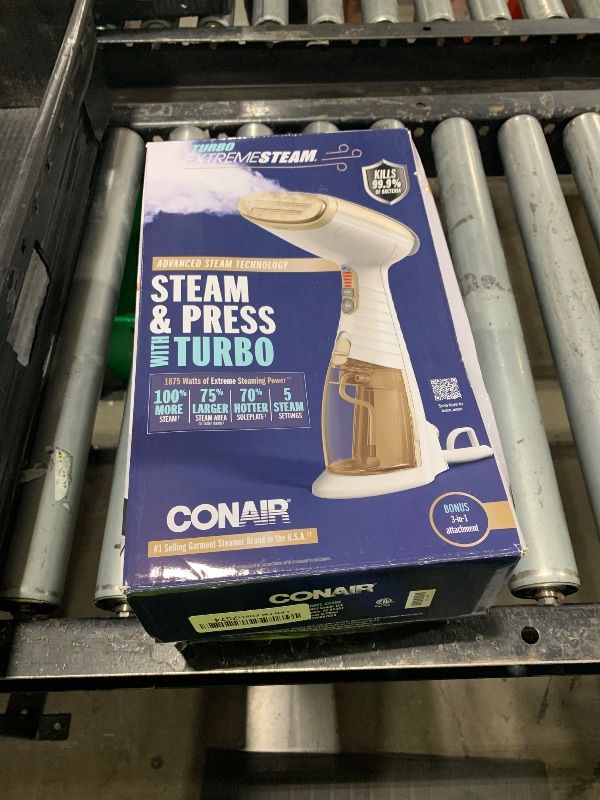 TURBO
EXTREMESTEAM
KILLS
99.9%
OF BACTERIA
ADVANCED STEAM TECHNOLOGY
STEAM
& PRESS
WITH TURBO
1875 Watts of Extreme Steaming Power
100% MORE STEAM
75% LARGER STEAM AREA
70% HOTTER SOLEPLATE
5 STEAM SETTINGS
CONAIR
#1 Selling Garment Steamer Brand in the U.S.A.
BONUS
3-in-1
attachment
CONAIR